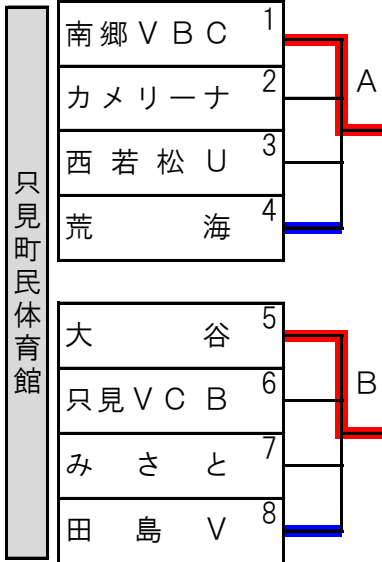 只見町民体育館
南郷ＶＢＣ 1
カメリーナ 2
西若松Ｕ 3
荒海 4
A
大谷 5
只見ＶＣＢ 6
みさと 7
田島Ｖ 8
B